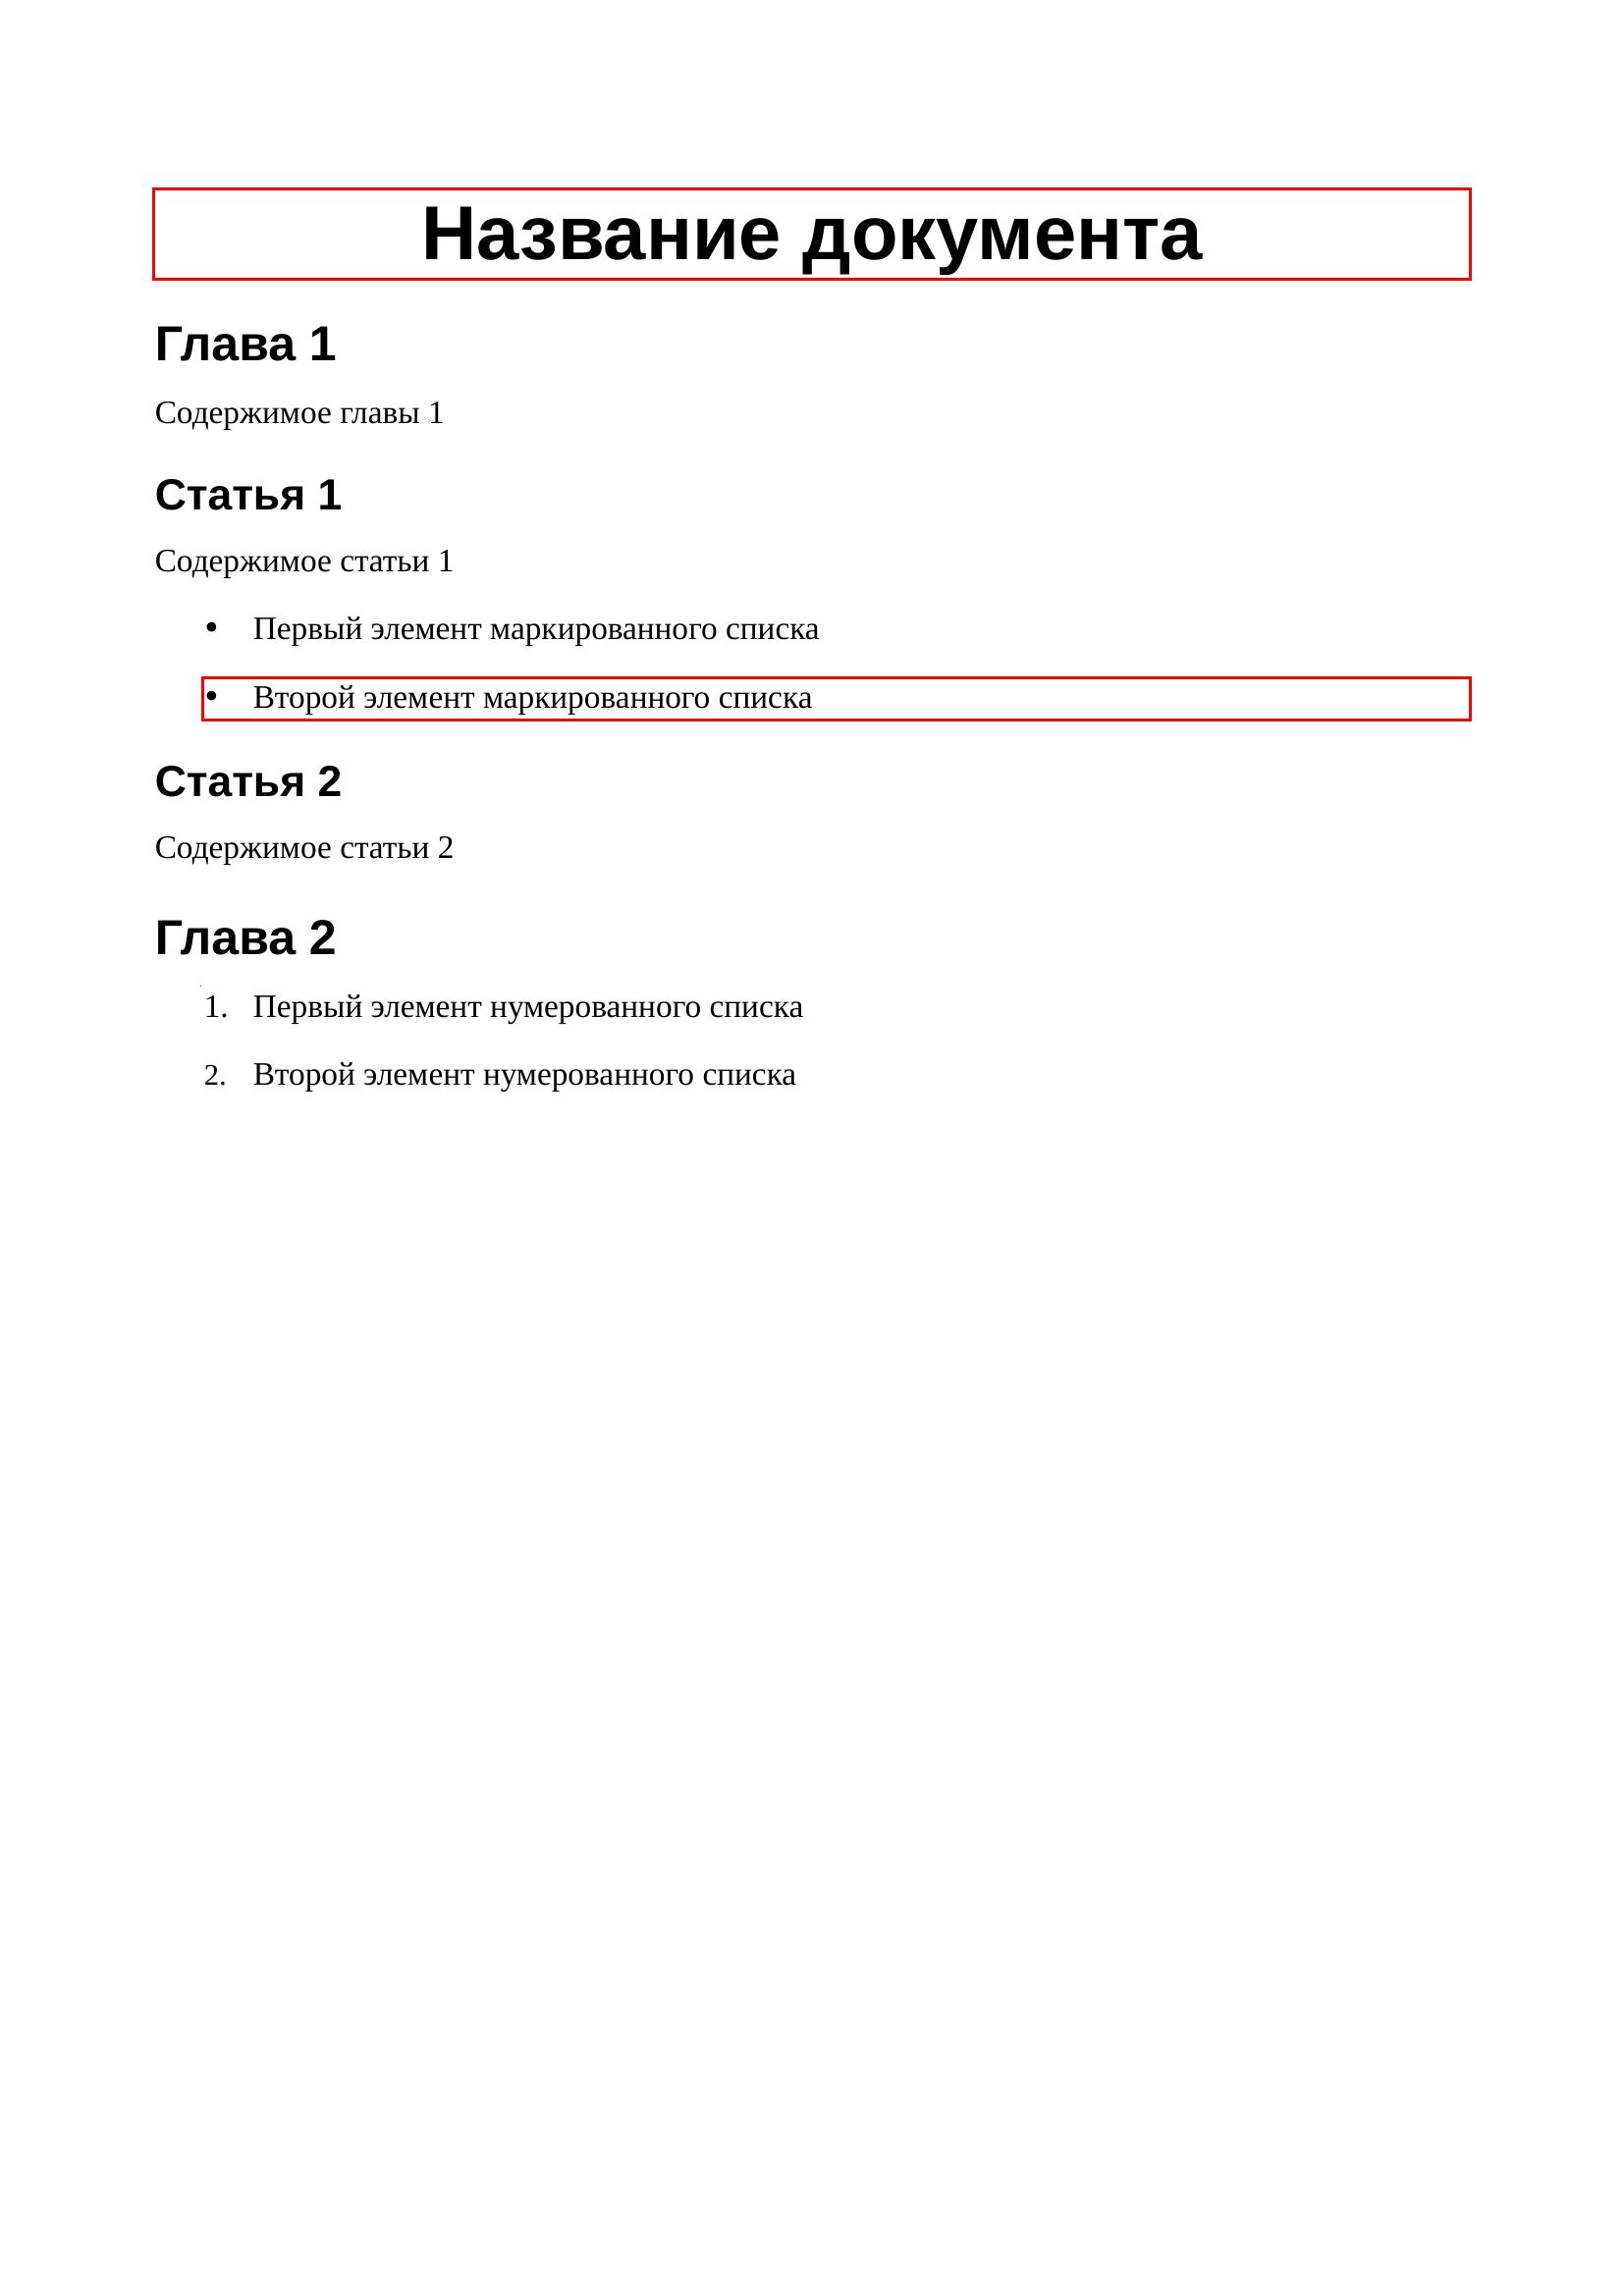 Название документа
Глава 1
Содержимое главы 1
Статья 1
Содержимое статьи 1
• Первый элемент маркированного списка
• Второй элемент маркированного списка
Статья 2
Содержимое статьи 2
Глава 2
1. Первый элемент нумерованного списка
2. Второй элемент нумерованного списка